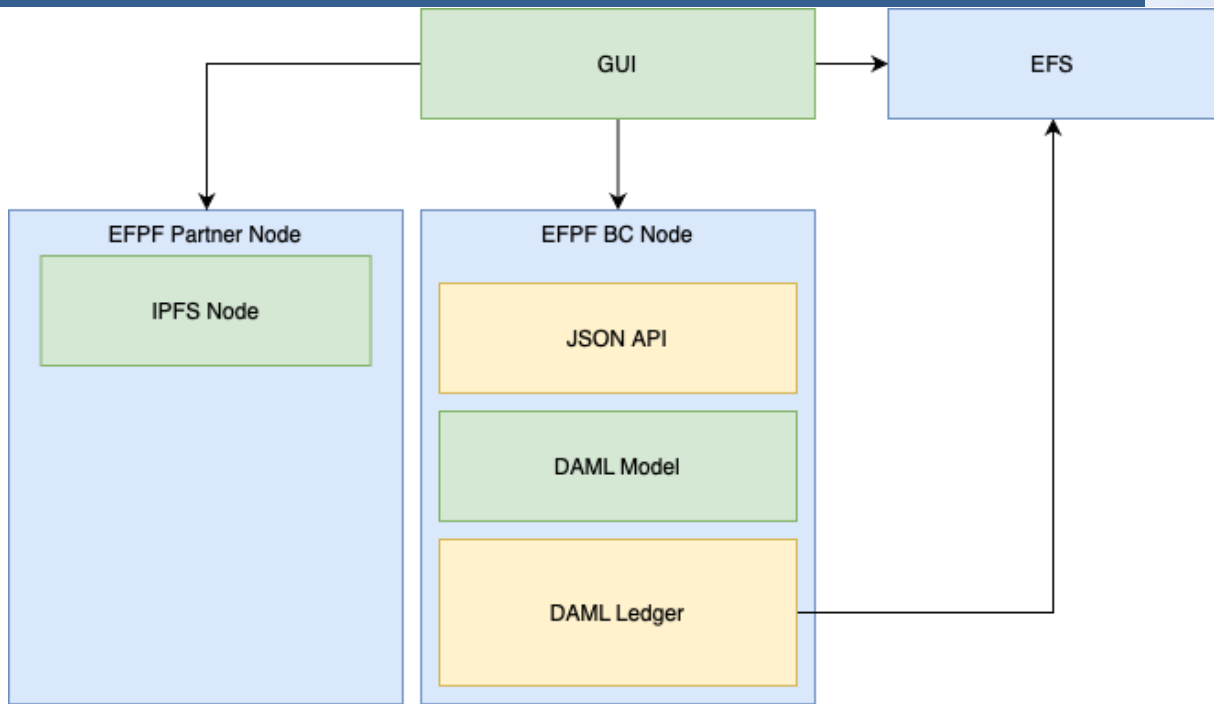 GUI
EFS
EFPF Partner Node
IPFS Node
EFPF BC Node
JSON API
DAML Model
DAML Ledger